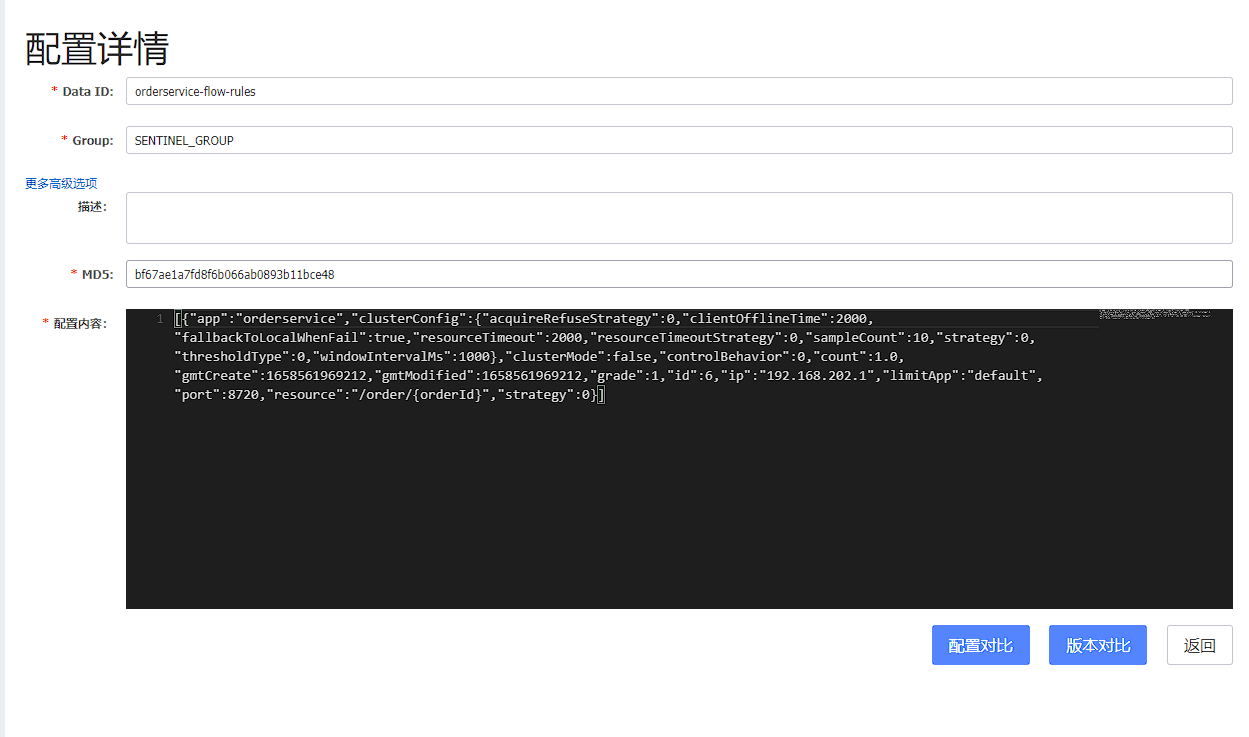 配置详情
* Data ID: orderservice-flow-rules
* Group: SENTINEL_GROUP
更多高级选项
描述:
* MD5: bf67ae1a7fd8f6b066ab0893b11bce48
* 配置内容:
1 [{"app":"orderservice","clusterConfig":{"acquireRefuseStrategy":0,"clientOfflineTime":2000,
"fallbackToLocalWhenFail":true,"resourceTimeout":2000,"resourceTimeoutStrategy":0,"sampleCount":10,"strategy":0,
"thresholdType":0,"windowIntervalMs":1000},"clusterMode":false,"controlBehavior":0,"count":1.0,
"gmtCreate":1658561969212,"gmtModified":1658561969212,"grade":1,"id":6,"ip":"192.168.202.1","limitApp":"default",
"port":8720,"resource":"/order/{orderId}","strategy":0}]
配置对比 版本对比 返回